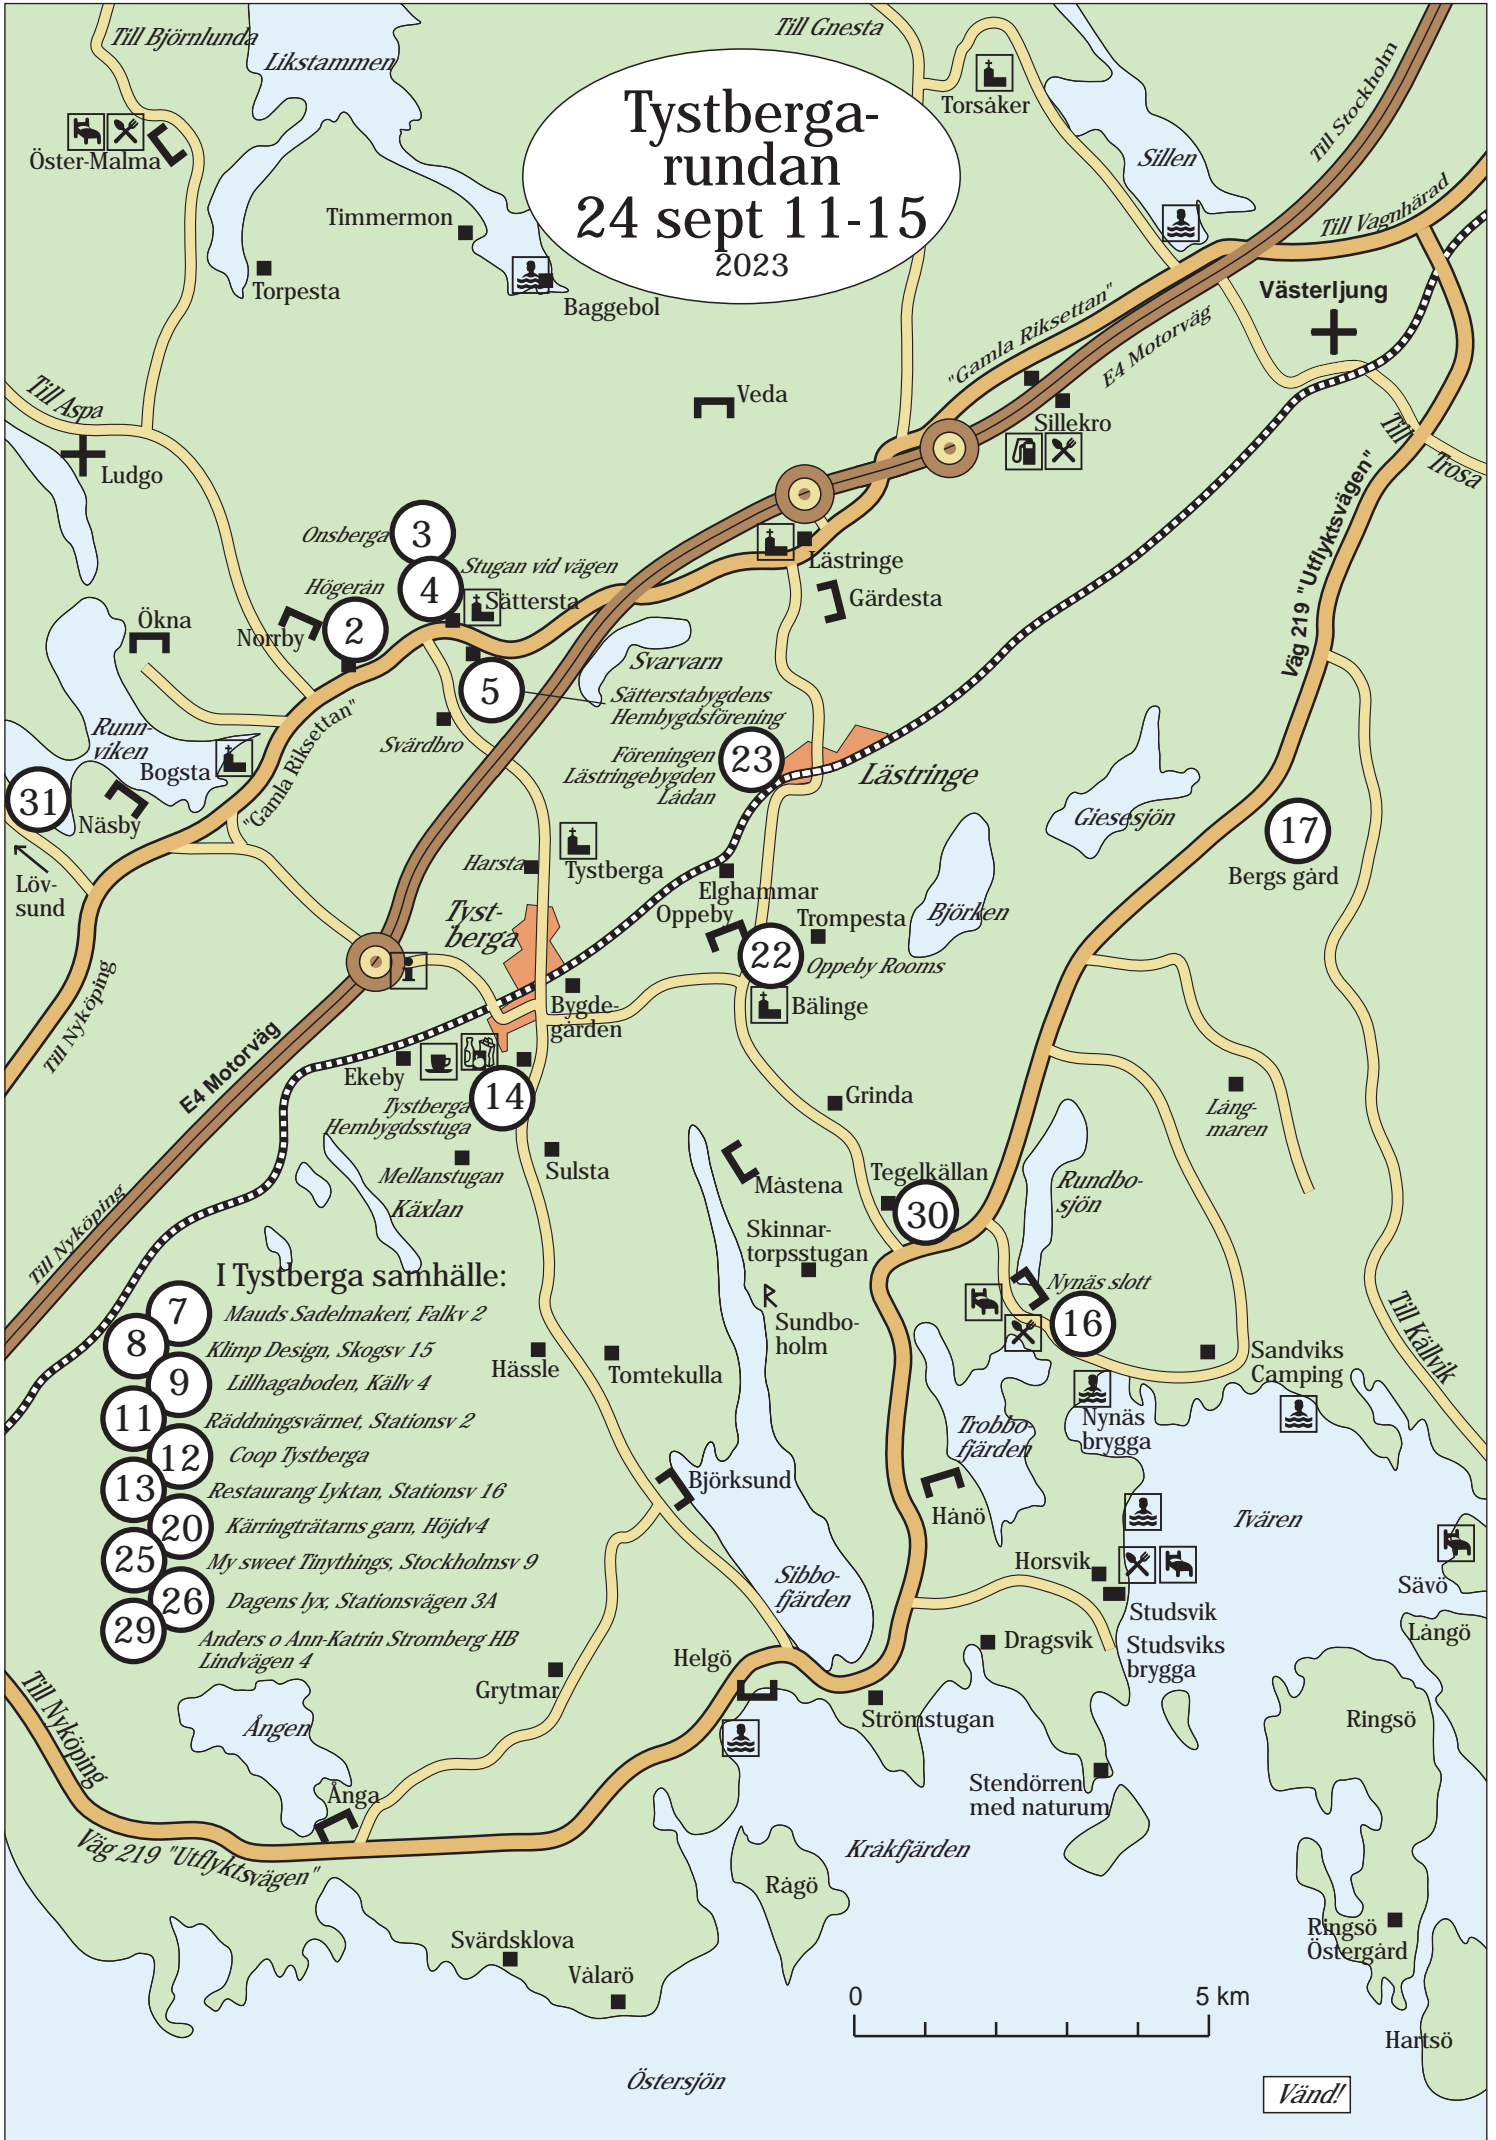 Till Björnlunda
Likstammen
Till Gnesta
Tystberga-
rundan
24 sept 11-15
2023
Torsåker
Till Stockholm
Sillen
Öster-Malma
Timmermon
Torpesta
Baggebol
Till Vagnhärad
Västerljung
"Gamla Riksettan"
E4 Motorväg
Till Aspa
Veda
Sillekro
Till
Trosa
Ludgo
Väg 219 "Utflyktsvägen"
Onsberga
3
Stugan vid vägen
4
Högerån
Sättersta
Lästringe
Gärdesta
Ökna
Norrby
2
Svarvarn
5
Sätterstabygdens
Hembygdsförening
Runn-
viken
Svärdbro
Bogsta
"Gamla Riksettan"
Föreningen
Lästringebygden
Lådan
23
Lästringe
31
Näsby
Giesesjön
17
Bergs gård
Löv-
sund
Harsta
Tystberga
Elghammar
Oppeby
Trompesta
Björken
Tyst-
berga
22
Oppeby Rooms
Till Nyköping
i
Bygde-
gården
Bälinge
E4 Motorväg
Ekeby
Grinda
Tystberga
Hembygdsstuga
14
Lång-
maren
Mellanstugan
Sulsta
Måstena
Tegelkällan
Rundbo-
sjön
Käxlan
30
Till Nyköping
Skinnar-
torpsstugan
Nynäs slott
16
Sundbo-
holm
Till Källvik
I Tystberga samhälle:
7
Mauds Sadelmakeri, Falkv 2
8
Klimp Design, Skogsv 15
9
Lillhagaboden, Källv 4
11
Räddningsvärnet, Stationsv 2
12
Coop Tystberga
13
Restaurang Lyktan, Stationsv 16
20
Kärringträtarns garn, Höjdv4
25
My sweet Tinythings, Stockholmsv 9
26
Dagens lyx, Stationsvägen 3A
29
Anders o Ann-Katrin Stromberg HB
Lindvägen 4
Hässle
Tomtekulla
Sandviks
Camping
Nynäs
brygga
Trobbo-
fjärden
Björksund
Hånö
Tvären
Horsvik
Sävö
Sibbo-
fjärden
Studsvik
Långö
Dragsvik
Studsviks
brygga
Helgö
Grytmar
Strömstugan
Ringsö
Till Nyköping
Ången
Ånga
Stendörren
med naturum
Väg 219 "Utflyktsvägen"
Kråkfjärden
Rågö
Ringsö
Östergård
Svärdsklova
Vålarö
0
5 km
Hartsö
Östersjön
Vänd!